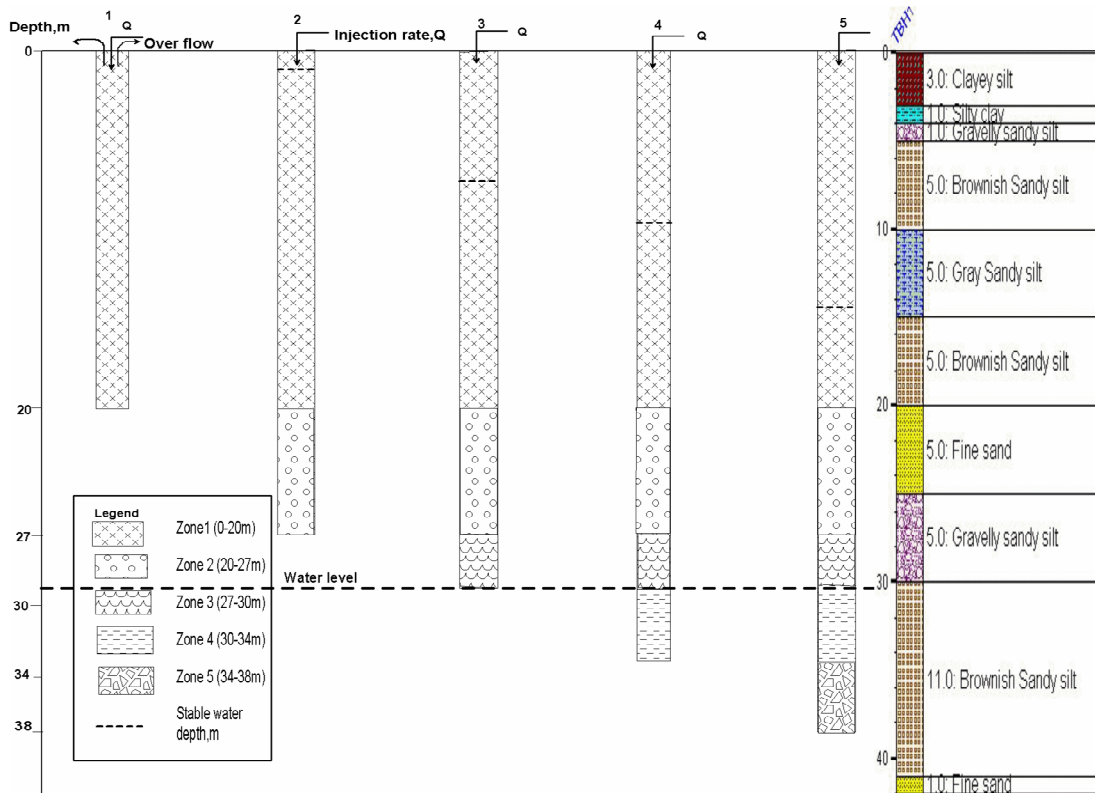 Depth,m
1
Q
Over flow
2
Injection rate,Q
3
Q
4
Q
5
TBH1
0
20
27
30
34
38
Legend
Zone1 (0-20m)
Zone 2 (20-27m)
Zone 3 (27-30m)
Zone 4 (30-34m)
Zone 5 (34-38m)
Stable water
depth,m
Water level
0
10
20
30
40
3.0: Clayey silt
1.0: Silty clay
1.0: Gravelly sandy silt
5.0: Brownish Sandy silt
5.0: Gray Sandy silt
5.0: Brownish Sandy silt
5.0: Fine sand
5.0: Gravelly sandy silt
11.0: Brownish Sandy silt
1.0: Fine sand